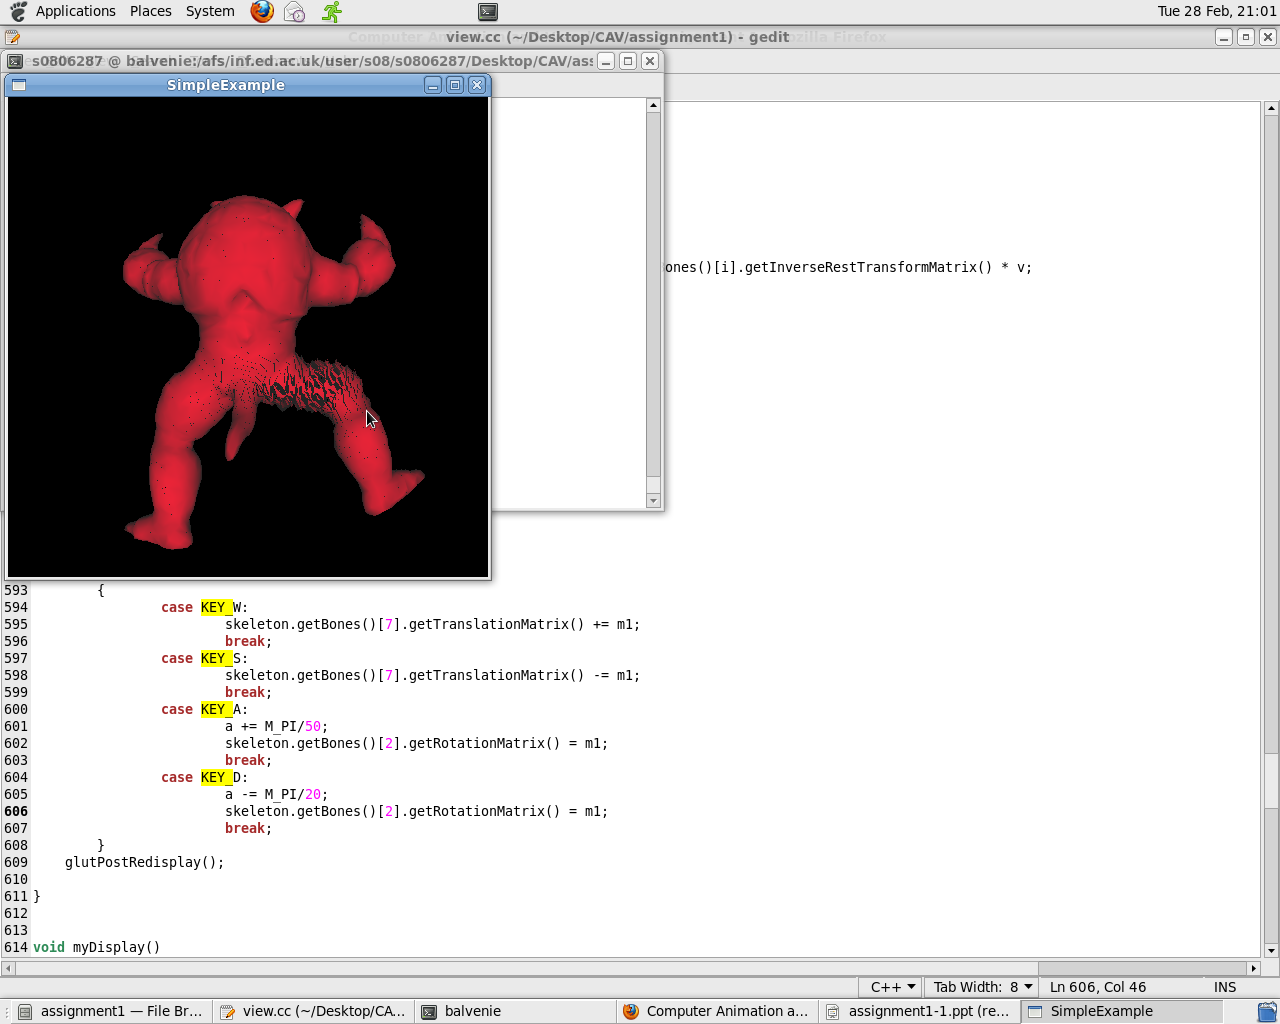 Applications Places System Tue 28 Feb, 21:01
view.cc (~/Desktop/CAV/assignment1) - gedit
s0806287 @ balvenie:/afs/inf.ed.ac.uk/user/s08/s0806287/Desktop/CAV/ass
SimpleExample
ones()[i].getInverseRestTransformMatrix() * v;
593 {
594 case KEY_W:
595 skeleton.getBones()[7].getTranslationMatrix() += m1;
596 break;
597 case KEY_S:
598 skeleton.getBones()[7].getTranslationMatrix() -= m1;
599 break;
600 case KEY_A:
601 a += M_PI/50;
602 skeleton.getBones()[2].getRotationMatrix() = m1;
603 break;
604 case KEY_D:
605 a -= M_PI/20;
606 skeleton.getBones()[2].getRotationMatrix() = m1;
607 break;
608 }
609 glutPostRedisplay();
610
611 }
612
613
614 void myDisplay()
C++ Tab Width: 8 Ln 606, Col 46 INS
assignment1 — File Br... view.cc (~/Desktop/CA... balvenie Computer Animation a... assignment1-1.ppt (re... SimpleExample